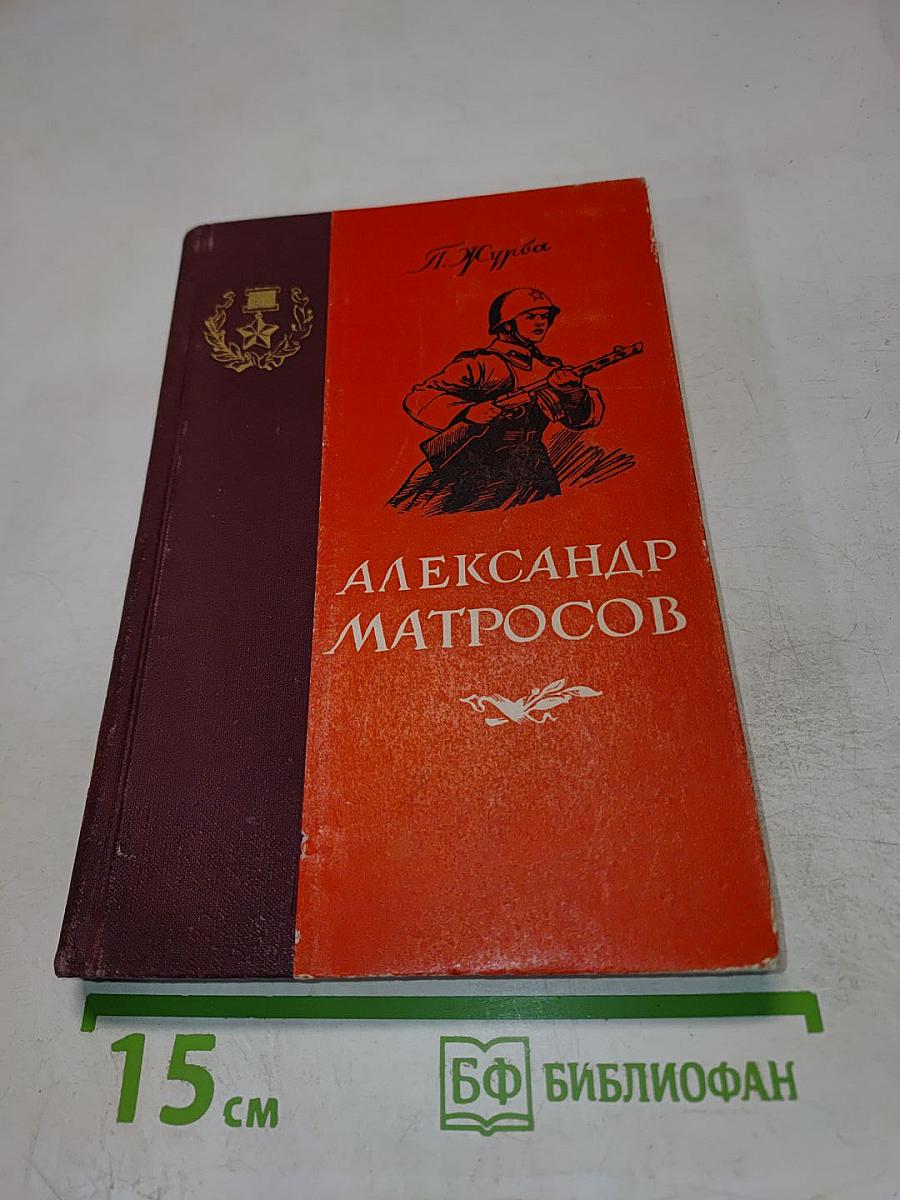 П. Журба
АЛЕКСАНДР
МАТРОСОВ
15 см
БФ БИБЛИОФАН